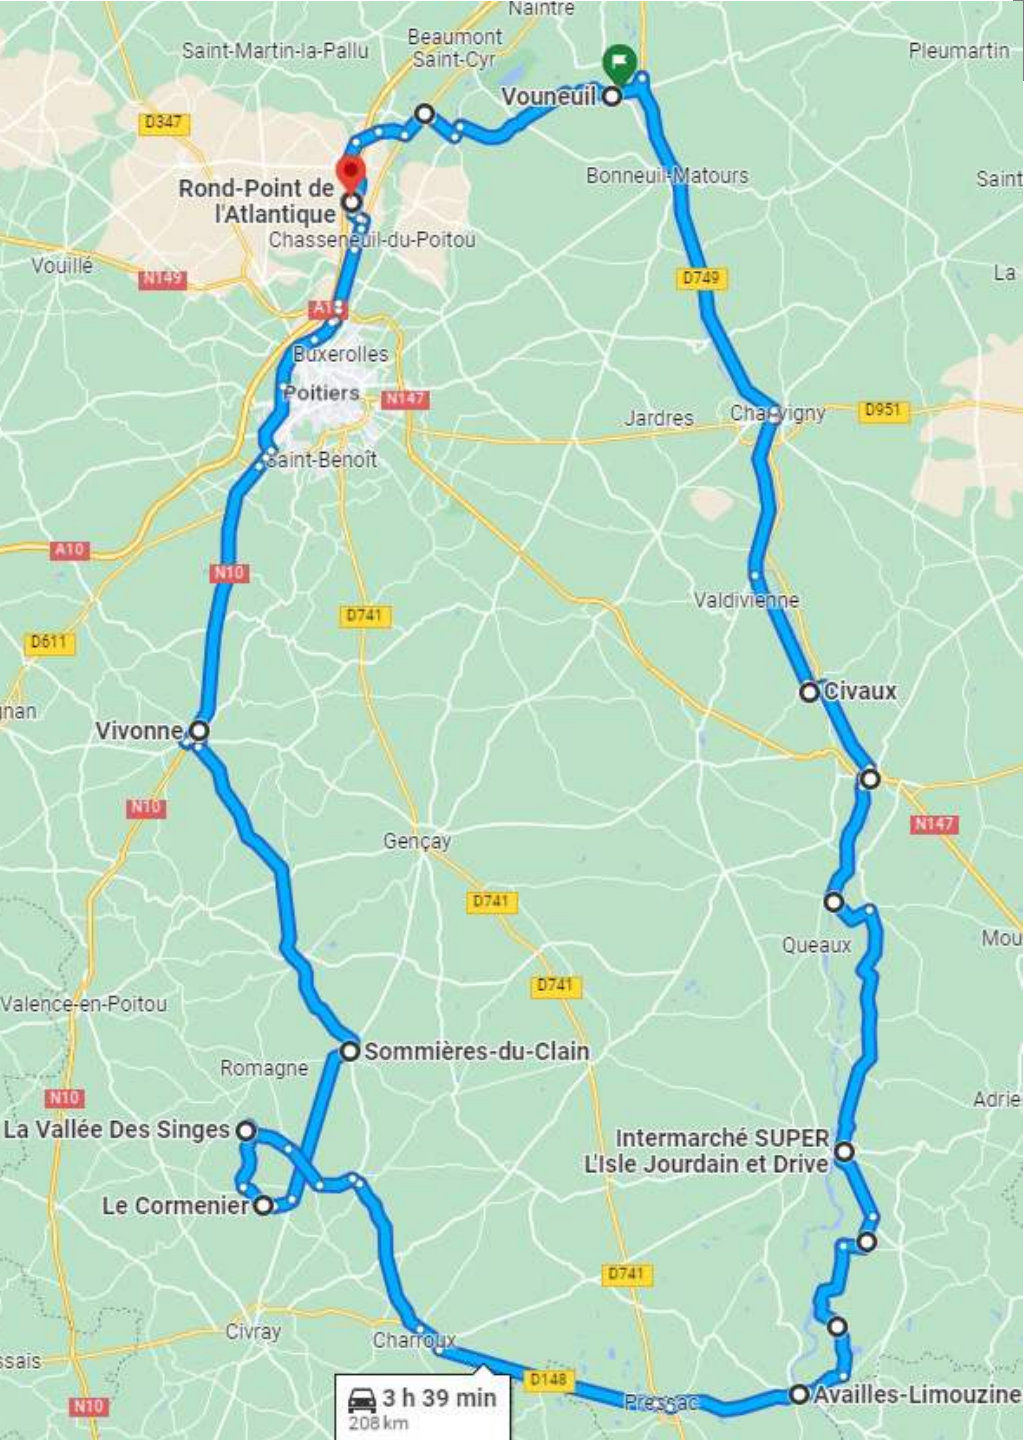 Naintre
Saint-Martin-la-Pallu
Beaumont
Saint-Cyr
Pleumartin
Vouneuil
D347
Rond-Point de
l'Atlantique
Bonneuil-Matours
Saint
Chasseneuil-du-Poitou
Vouillé
N149
D749
La
Buxerolles
Poitiers
N147
Jardres
Chauvigny
D951
Saint-Benoît
A10
N10
Valdivienne
D741
D611
Civaux
gnan
Vivonne
N10
N147
Gençay
D741
Queaux
Mou
D741
Valence-en-Poitou
Sommières-du-Clain
Romagne
N10
Adrie
La Vallée Des Singes
Intermarché SUPER
L'Isle Jourdain et Drive
Le Cormenier
D741
Civray
Charroux
ssais
D148
3 h 39 min
208 km
Pressac
Availles-Limouzine
N10